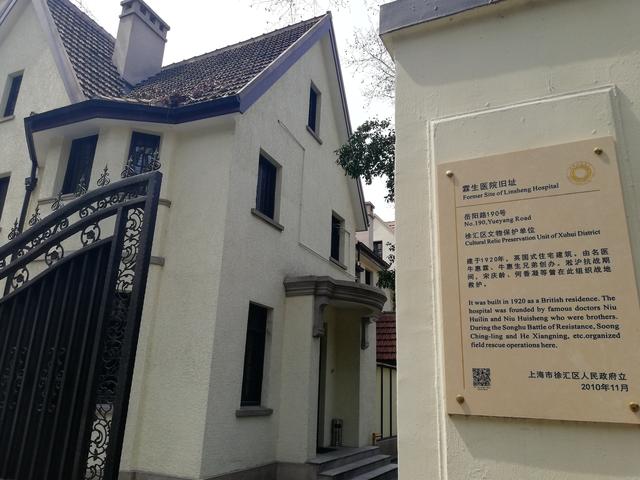 霖生医院旧址
Former Site of Linsheng Hospital
岳阳路190号
No.190,Yueyang Road
徐汇区文物保护单位
Cultural Relic Preservation Unit of Xuhui District
建于1920年，英国式住宅建筑，由名医
牛惠霖、牛惠生兄弟创办。淞沪抗战期
间，宋庆龄、何香凝等曾在此组织战地
救护。
It was built in 1920 as a British residence. The
hospital was founded by famous doctors Niu
Huilin and Niu Huisheng who were brothers.
During the Songhu Battle of Resistance, Soong
Ching-ling and He Xiangning, etc.organized
field rescue operations here.
上海市徐汇区人民政府立
2010年11月